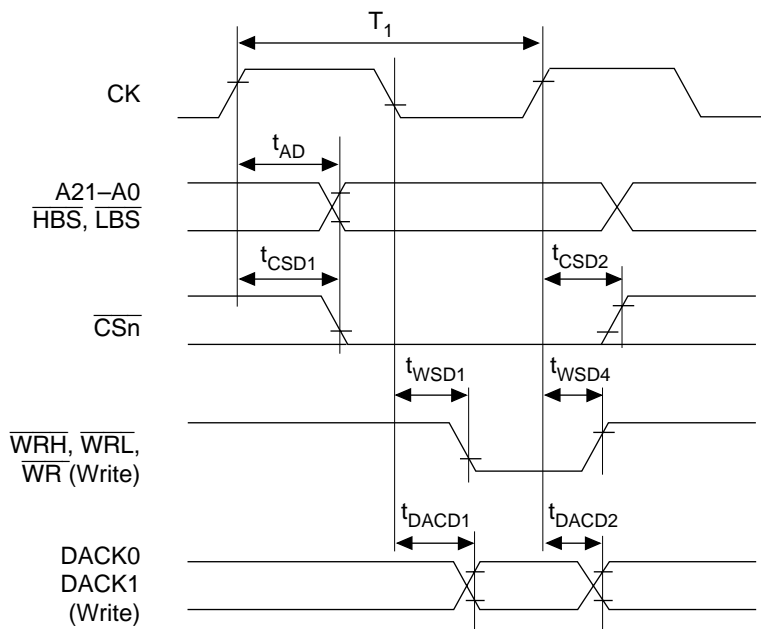 T1
CK
tAD
A21–A0
HBS, LBS
tCSD1
tCSD2
CSn
tWSD1
tWSD4
WRH, WRL,
WR (Write)
tDACD1
tDACD2
DACK0
DACK1
(Write)